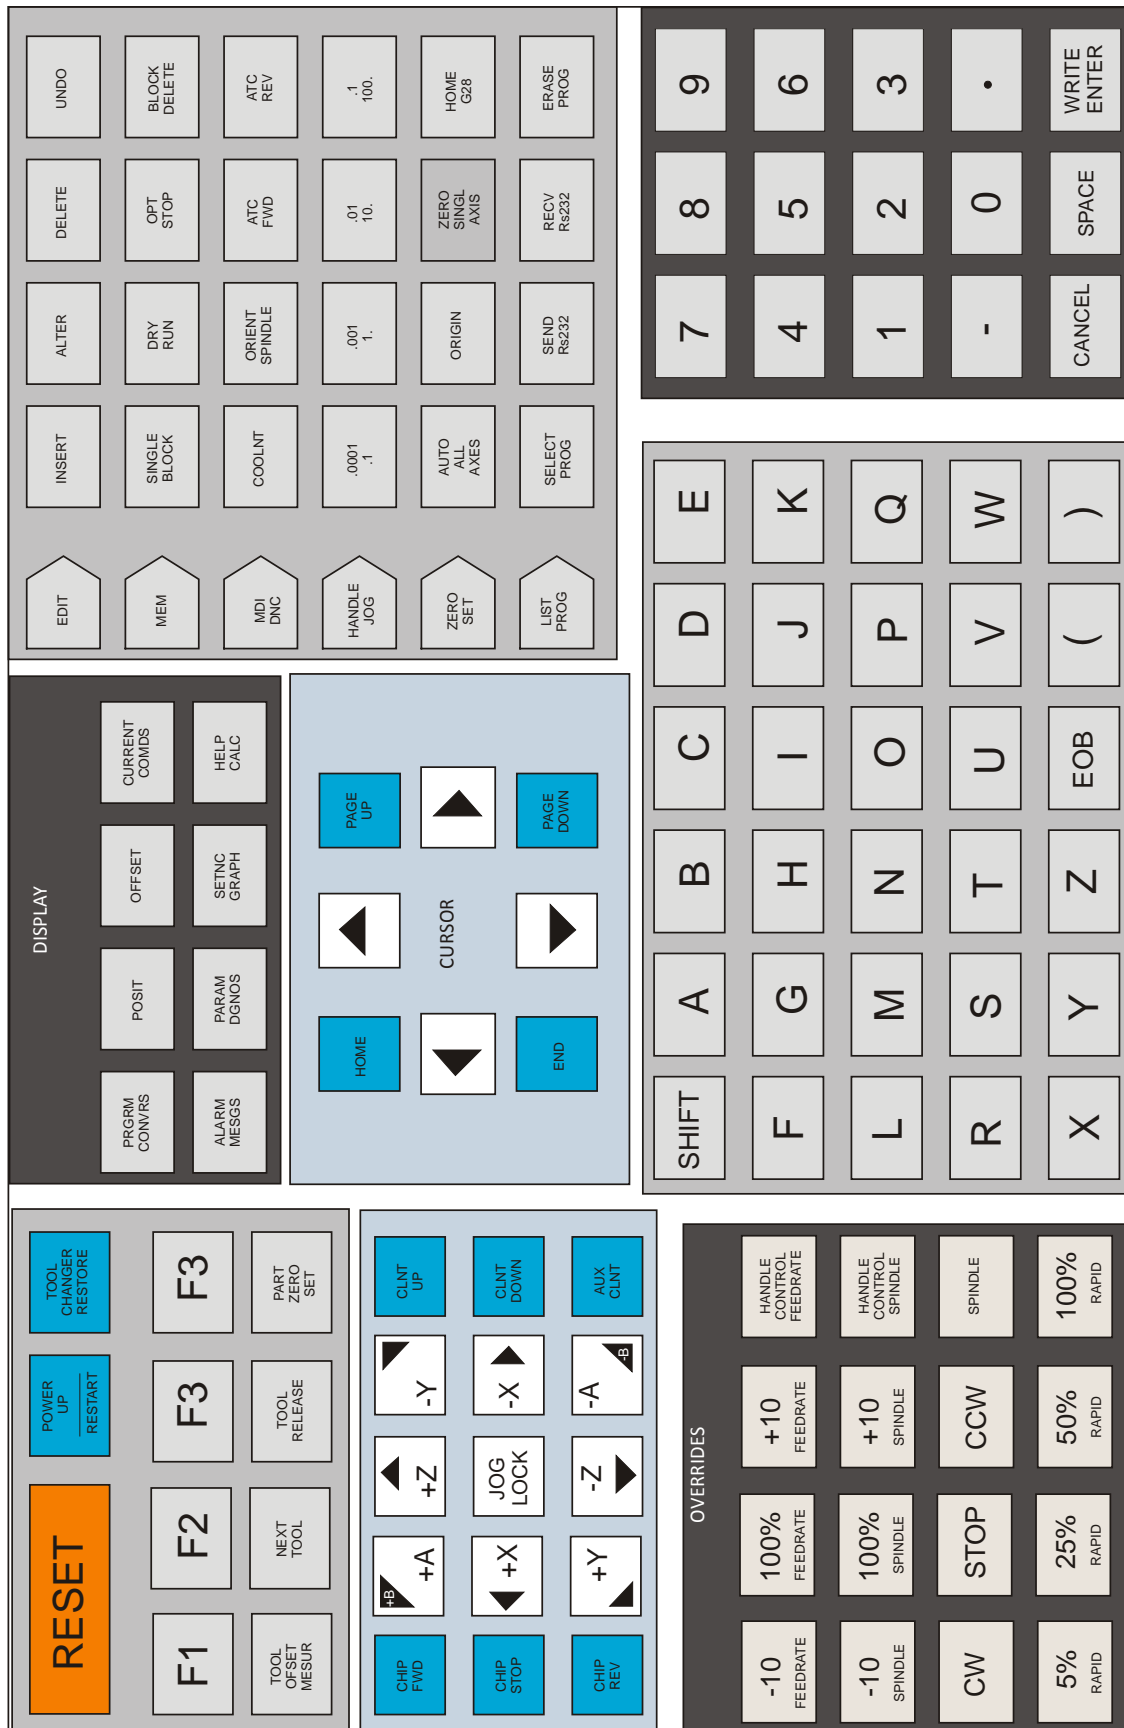 RESET
POWER
UP
RESTART
TOOL
CHANGER
RESTORE
F1
F2
F3
F3
TOOL
OFSET
MESUR
NEXT
TOOL
TOOL
RELEASE
PART
ZERO
SET
CHIP
FWD
+B
+A
+Z
-Y
CLNT
UP
CHIP
STOP
+X
JOG
LOCK
-X
CLNT
DOWN
CHIP
REV
+Y
-Z
-A
-B
AUX
CLNT
OVERRIDES
-10
FEEDRATE
100%
FEEDRATE
+10
FEEDRATE
HANDLE
CONTROL
FEEDRATE
-10
SPINDLE
100%
SPINDLE
+10
SPINDLE
HANDLE
CONTROL
SPINDLE
CW
STOP
CCW
SPINDLE
5%
RAPID
25%
RAPID
50%
RAPID
100%
RAPID
DISPLAY
PRGRM
CONVRS
POSIT
OFFSET
CURRENT
COMDS
ALARM
MESGS
PARAM
DGNOS
SETNC
GRAPH
HELP
CALC
HOME
PAGE
UP
CURSOR
END
PAGE
DOWN
SHIFT
A
B
C
D
E
F
G
H
I
J
K
L
M
N
O
P
Q
R
S
T
U
V
W
X
Y
Z
EOB
(
)
EDIT
INSERT
ALTER
DELETE
UNDO
MEM
SINGLE
BLOCK
DRY
RUN
OPT
STOP
BLOCK
DELETE
MDI
DNC
COOLNT
ORIENT
SPINDLE
ATC
FWD
ATC
REV
HANDLE
JOG
.0001
.1
.001
1.
.01
10.
.1
100.
ZERO
SET
AUTO
ALL
AXES
ORIGIN
ZERO
SINGL
AXIS
HOME
G28
LIST
PROG
SELECT
PROG
SEND
Rs232
RECV
Rs232
ERASE
PROG
7
8
9
4
5
6
1
2
3
-
0
.
CANCEL
SPACE
WRITE
ENTER